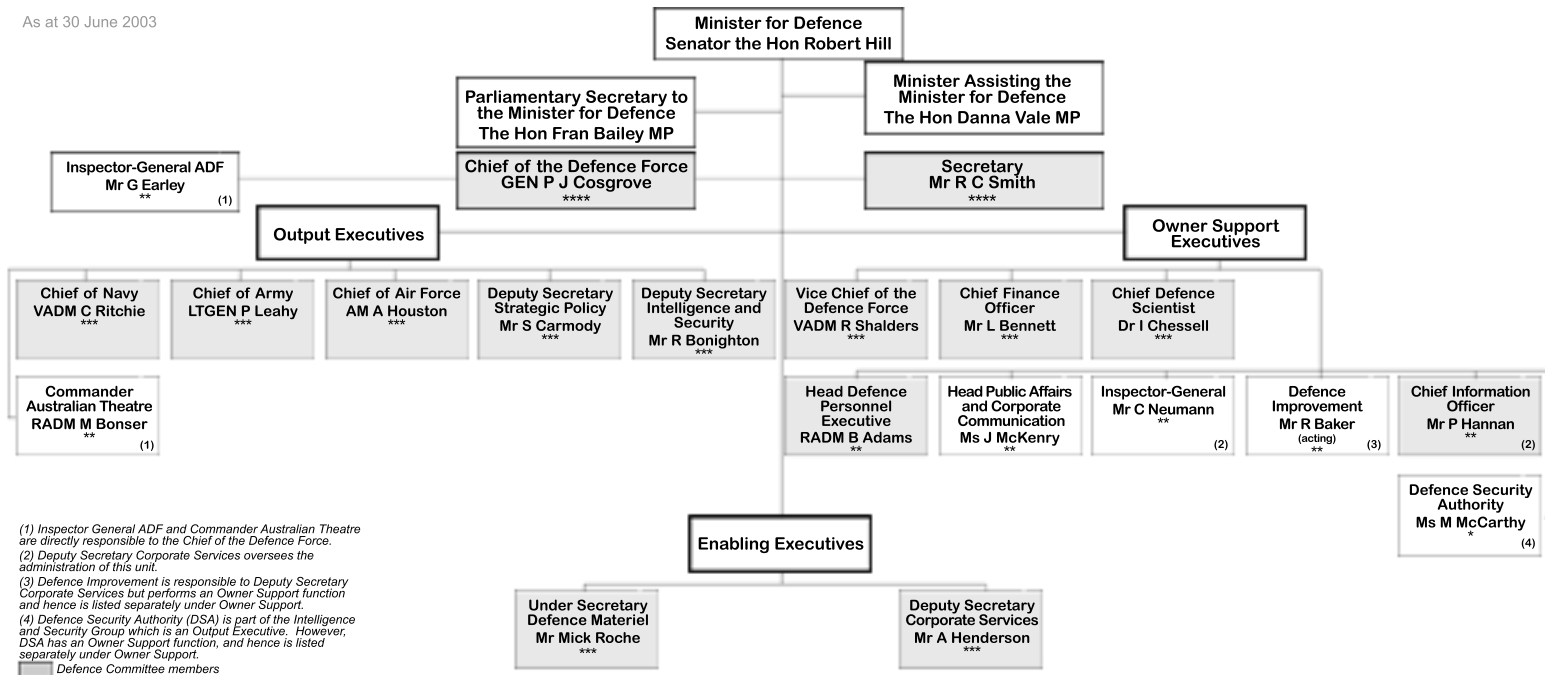 As at 30 June 2003
Minister for Defence
Senator the Hon Robert Hill
Parliamentary Secretary to
the Minister for Defence
The Hon Fran Bailey MP
Minister Assisting the
Minister for Defence
The Hon Danna Vale MP
Inspector-General ADF
Mr G Earley
**
(1)
Chief of the Defence Force
GEN P J Cosgrove
****
Secretary
Mr R C Smith
****
Output Executives
Owner Support
Executives
Chief of Navy
VADM C Ritchie
***
Chief of Army
LTGEN P Leahy
***
Chief of Air Force
AM A Houston
***
Deputy Secretary
Strategic Policy
Mr S Carmody
***
Deputy Secretary
Intelligence and
Security
Mr R Bonighton
***
Vice Chief of the
Defence Force
VADM R Shalders
***
Chief Finance
Officer
Mr L Bennett
***
Chief Defence
Scientist
Dr I Chessell
***
Commander
Australian Theatre
RADM M Bonser
**
(1)
Head Defence
Personnel
Executive
RADM B Adams
**
Head Public Affairs
and Corporate
Communication
Ms J McKenry
**
Inspector-General
Mr C Neumann
**
(2)
Defence
Improvement
Mr R Baker
(acting)
**
(3)
Chief Information
Officer
Mr P Hannan
**
(2)
Defence Security
Authority
Ms M McCarthy
*
(4)
Enabling Executives
Under Secretary
Defence Materiel
Mr Mick Roche
***
Deputy Secretary
Corporate Services
Mr A Henderson
***
(1) Inspector General ADF and Commander Australian Theatre
are directly responsible to the Chief of the Defence Force.
(2) Deputy Secretary Corporate Services oversees the
administration of this unit.
(3) Defence Improvement is responsible to Deputy Secretary
Corporate Services but performs an Owner Support function
and hence is listed separately under Owner Support.
(4) Defence Security Authority (DSA) is part of the Intelligence
and Security Group which is an Output Executive. However,
DSA has an Owner Support function, and hence is listed
separately under Owner Support.
Defence Committee members